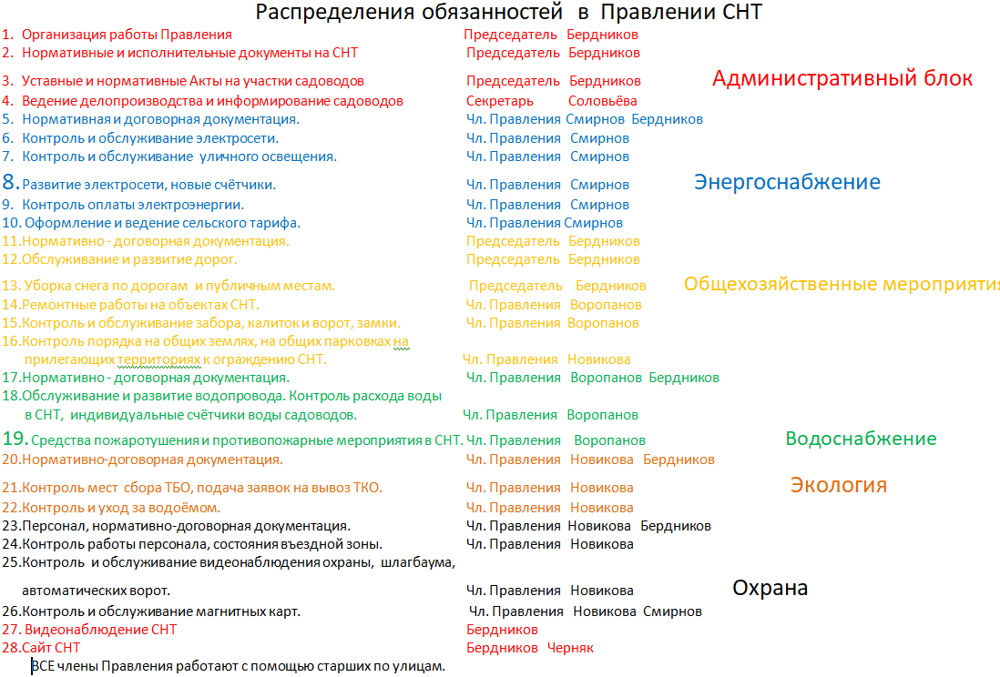 Распределения обязанностей в Правлении СНТ
1. Организация работы Правления Председатель Бердников
2. Нормативные и исполнительные документы на СНТ Председатель Бердников
3. Уставные и нормативные Акты на участки садоводов Председатель Бердников Административный блок
4. Ведение делопроизводства и информирование садоводов Секретарь Соловьёва
5. Нормативная и договорная документация. Чл. Правления Смирнов Бердников
6. Контроль и обслуживание электросети. Чл. Правления Смирнов
7. Контроль и обслуживание уличного освещения. Чл. Правления Смирнов
8. Развитие электросети, новые счётчики. Чл. Правления Смирнов Энергоснабжение
9. Контроль оплаты электроэнергии. Чл. Правления Смирнов
10. Оформление и ведение сельского тарифа. Чл. Правления Смирнов
11.Нормативно - договорная документация. Председатель Бердников
12.Обслуживание и развитие дорог. Председатель Бердников
13. Уборка снега по дорогам и публичным местам. Председатель Бердников Общехозяйственные мероприятия
14.Ремонтные работы на объектах СНТ. Чл. Правления Воропанов
15.Контроль и обслуживание забора, калиток и ворот, замки. Чл. Правления Воропанов
16.Контроль порядка на общих землях, на общих парковках на
прилегающих территориях к ограждению СНТ. Чл. Правления Новикова
17.Нормативно - договорная документация. Чл. Правления Воропанов Бердников
18.Обслуживание и развитие водопровода. Контроль расхода воды
в СНТ, индивидуальные счётчики воды садоводов. Чл. Правления Воропанов
19. Средства пожаротушения и противопожарные мероприятия в СНТ. Чл. Правления Воропанов Водоснабжение
20.Нормативно-договорная документация. Чл. Правления Новикова Бердников
21.Контроль мест сбора ТБО, подача заявок на вывоз ТКО. Чл. Правления Новикова Экология
22.Контроль и уход за водоёмом. Чл. Правления Новикова
23.Персонал, нормативно-договорная документация. Чл. Правления Новикова Бердников
24.Контроль работы персонала, состояния въездной зоны. Чл. Правления Новикова
25.Контроль и обслуживание видеонаблюдения охраны, шлагбаума,
автоматических ворот. Чл. Правления Новикова Охрана
26.Контроль и обслуживание магнитных карт. Чл. Правления Новикова Смирнов
27. Видеонаблюдение СНТ Бердников
28.Сайт СНТ Бердников Черняк
ВСЕ члены Правления работают с помощью старших по улицам.